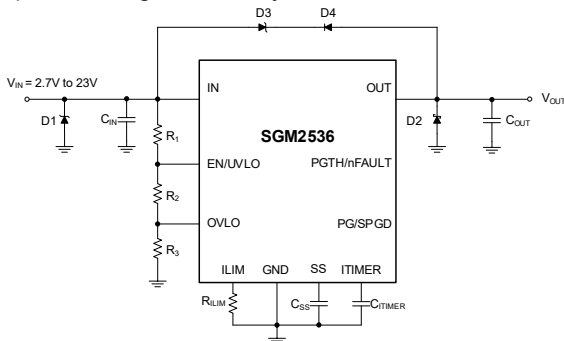 D3
D4
V_IN = 2.7V to 23V
IN
OUT
V_OUT
D1
C_IN
R_1
D2
C_OUT
SGM2536
EN/UVLO
PGTH/nFAULT
R_2
OVLO
PG/SPGD
R_3
ILIM
GND
SS
ITIMER
R_ILIM
C_SS
C_ITIMER